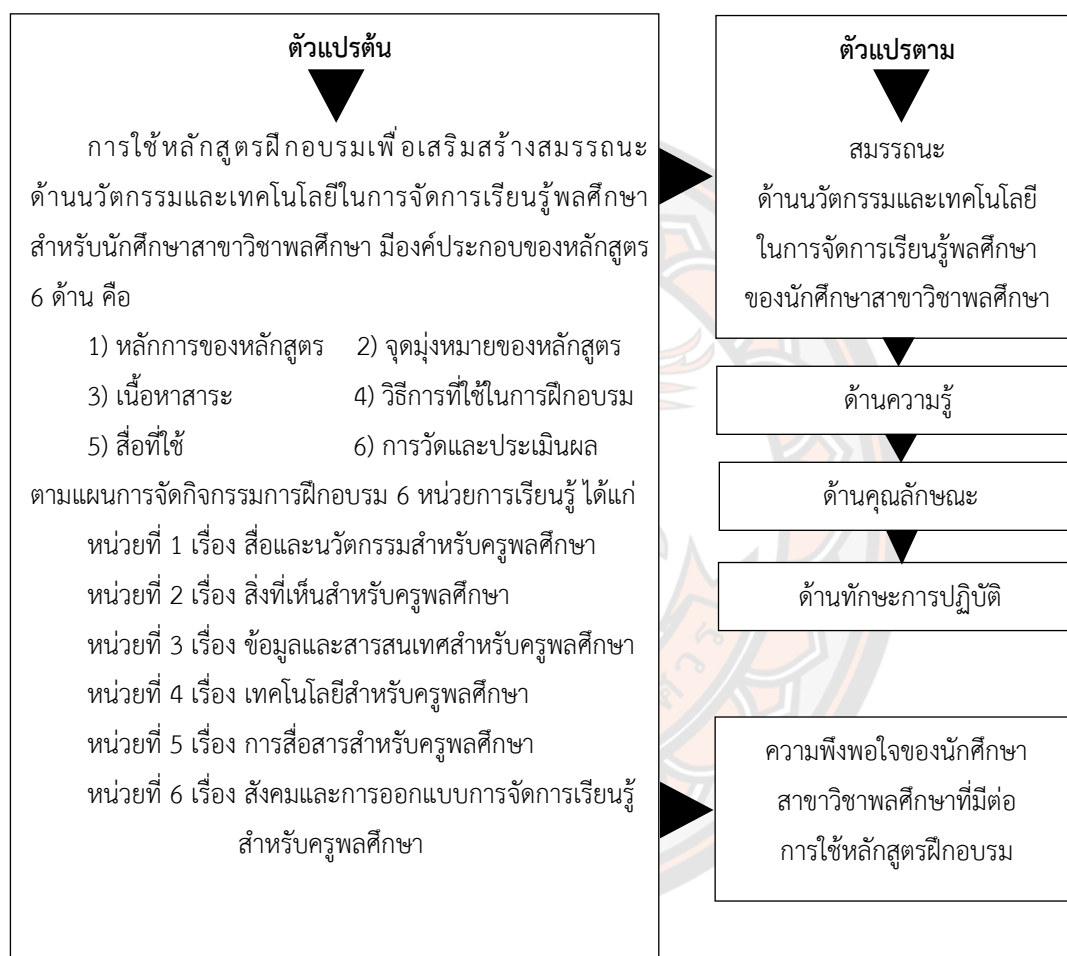 ตัวแปรต้น
การใช้หลักสูตรฝึกอบรมเพื่อเสริมสร้างสมรรถนะ
ด้านนวัตกรรมและเทคโนโลยีในการจัดการเรียนรู้พลศึกษา
สำหรับนักศึกษาสาขาวิชาพลศึกษา มีองค์ประกอบของหลักสูตร
6 ด้าน คือ
1) หลักการของหลักสูตร 2) จุดมุ่งหมายของหลักสูตร
3) เนื้อหาสาระ 4) วิธีการที่ใช้ในการฝึกอบรม
5) สื่อที่ใช้ 6) การวัดและประเมินผล
ตามแผนการจัดกิจกรรมการฝึกอบรม 6 หน่วยการเรียนรู้ ได้แก่
หน่วยที่ 1 เรื่อง สื่อและนวัตกรรมสำหรับครูพลศึกษา
หน่วยที่ 2 เรื่อง สิ่งที่เห็นสำหรับครูพลศึกษา
หน่วยที่ 3 เรื่อง ข้อมูลและสารสนเทศสำหรับครูพลศึกษา
หน่วยที่ 4 เรื่อง เทคโนโลยีสำหรับครูพลศึกษา
หน่วยที่ 5 เรื่อง การสื่อสารสำหรับครูพลศึกษา
หน่วยที่ 6 เรื่อง สังคมและการออกแบบการจัดการเรียนรู้
สำหรับครูพลศึกษา
ตัวแปรตาม
สมรรถนะ
ด้านนวัตกรรมและเทคโนโลยี
ในการจัดการเรียนรู้พลศึกษา
ของนักศึกษาสาขาวิชาพลศึกษา
ด้านความรู้
ด้านคุณลักษณะ
ด้านทักษะการปฏิบัติ
ความพึงพอใจของนักศึกษา
สาขาวิชาพลศึกษาที่มีต่อ
การใช้หลักสูตรฝึกอบรม